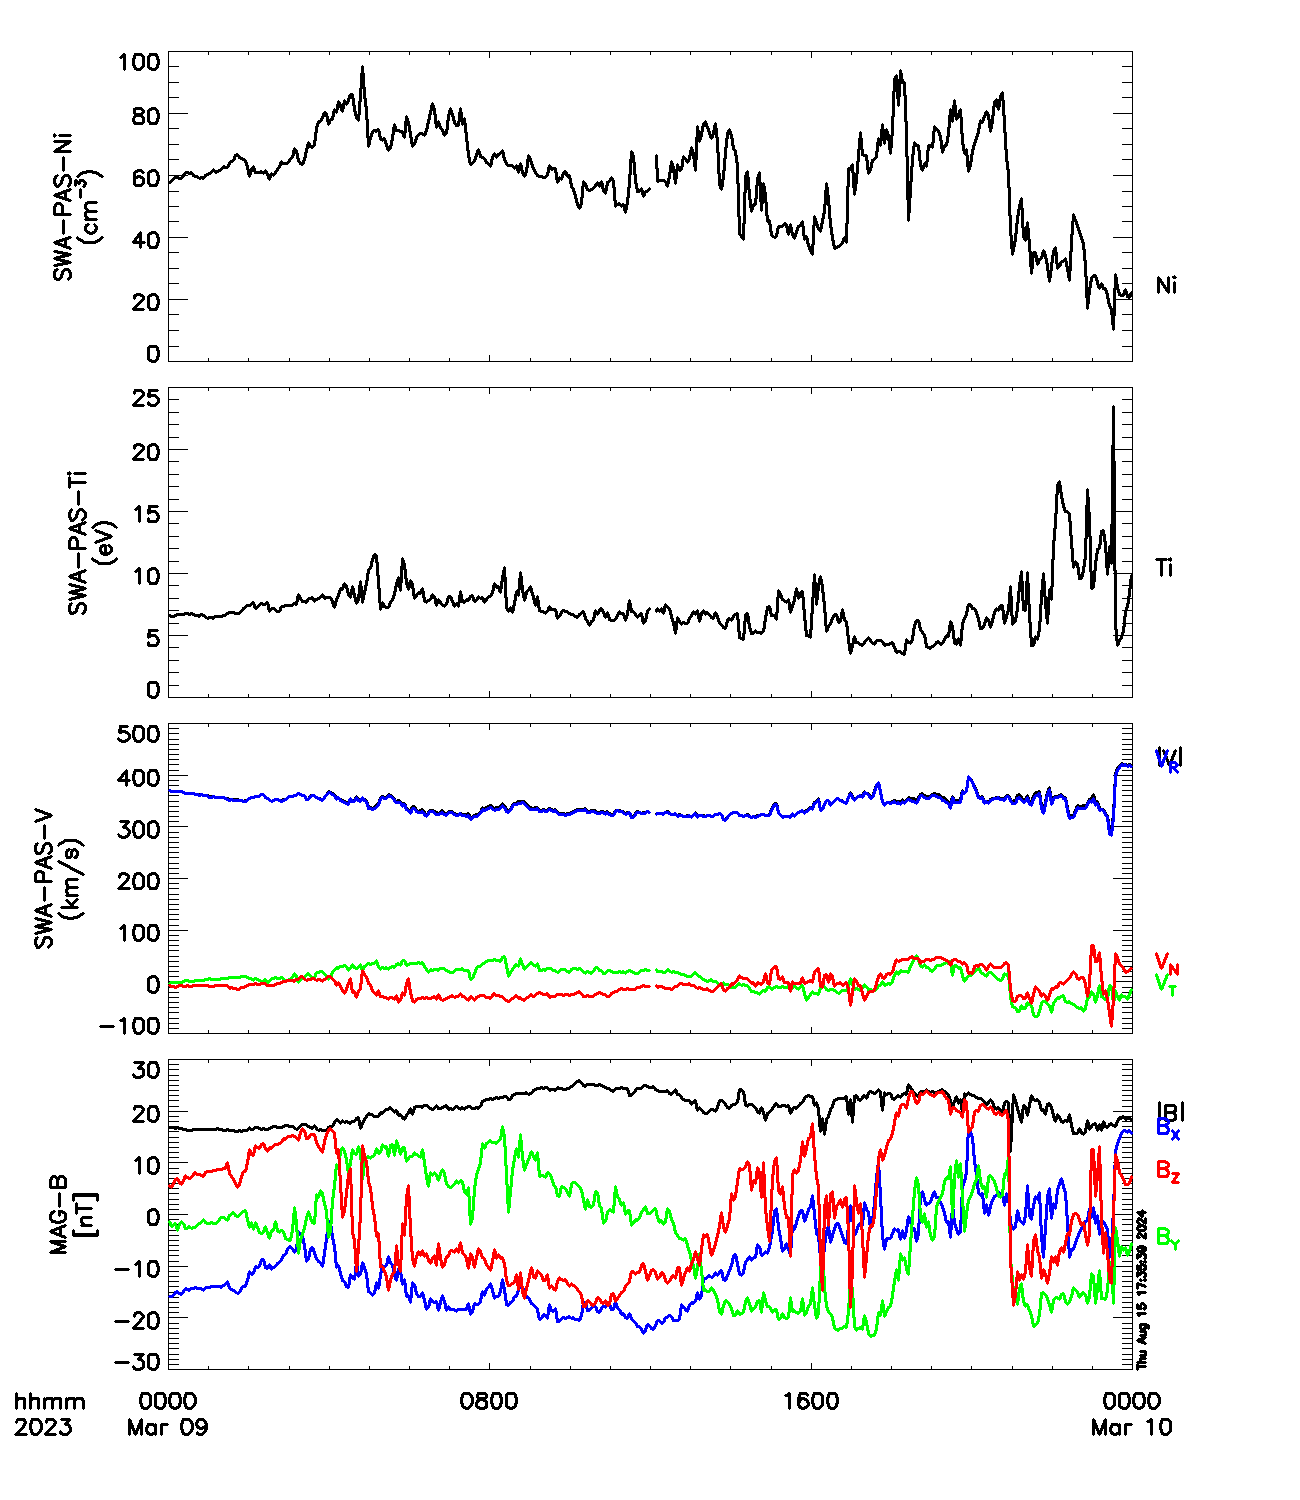 SWA-PAS-Ni
(cm⁻³)
100
80
60
40
20
0
Ni
SWA-PAS-Ti
(eV)
25
20
15
10
5
0
Ti
SWA-PAS-V
(km/s)
500
400
300
200
100
0
-100
|V|
V_R
V_N
V_T
MAG-B
[nT]
30
20
10
0
-10
-20
-30
|B|
B_X
B_Z
B_Y
Thu Aug 15 17:35:39 2024
hhmm 0000 0800 1600 0000
2023 Mar 09 Mar 10